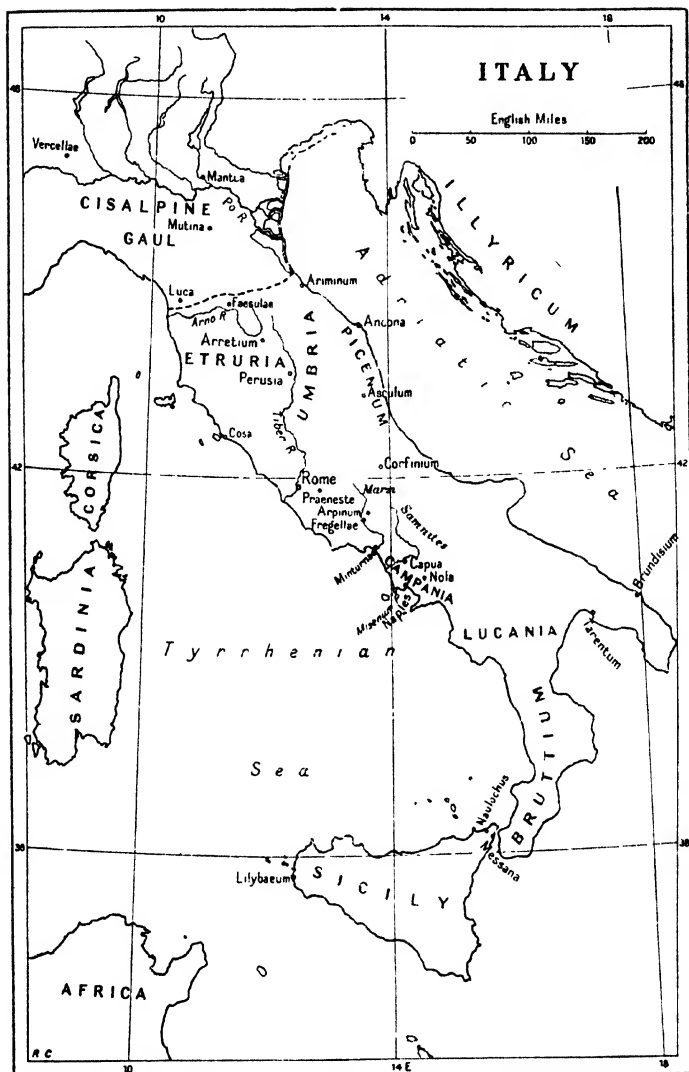 10
14
18
ITALY
46
46
English Miles
0 50 100 150 200
Vercellae
Mantua
ILLYRICUM
CISALPINE
GAUL
Po R
Mutina
Adriatic Sea
Luca
Ariminum
Faesulae
Arno R
Ancona
Arretium
ETRURIA
UMBRIA
PICENUM
Perusia
Asculum
Tiber R
Cosa
CORSICA
42
Corfinium
42
Rome
Praeneste
Marsi
Arpinum
Fregellae
Samnites
Minturnae
Capua
CAMPANIA
Nola
Brundisium
Misenum
Naples
SARDINIA
LUCANIA
Tarentum
Tyrrhenian
Sea
BRUTTIUM
Naulochus
38
38
Messana
Lilybaeum
SICILY
AFRICA
R C
10
14 E
18